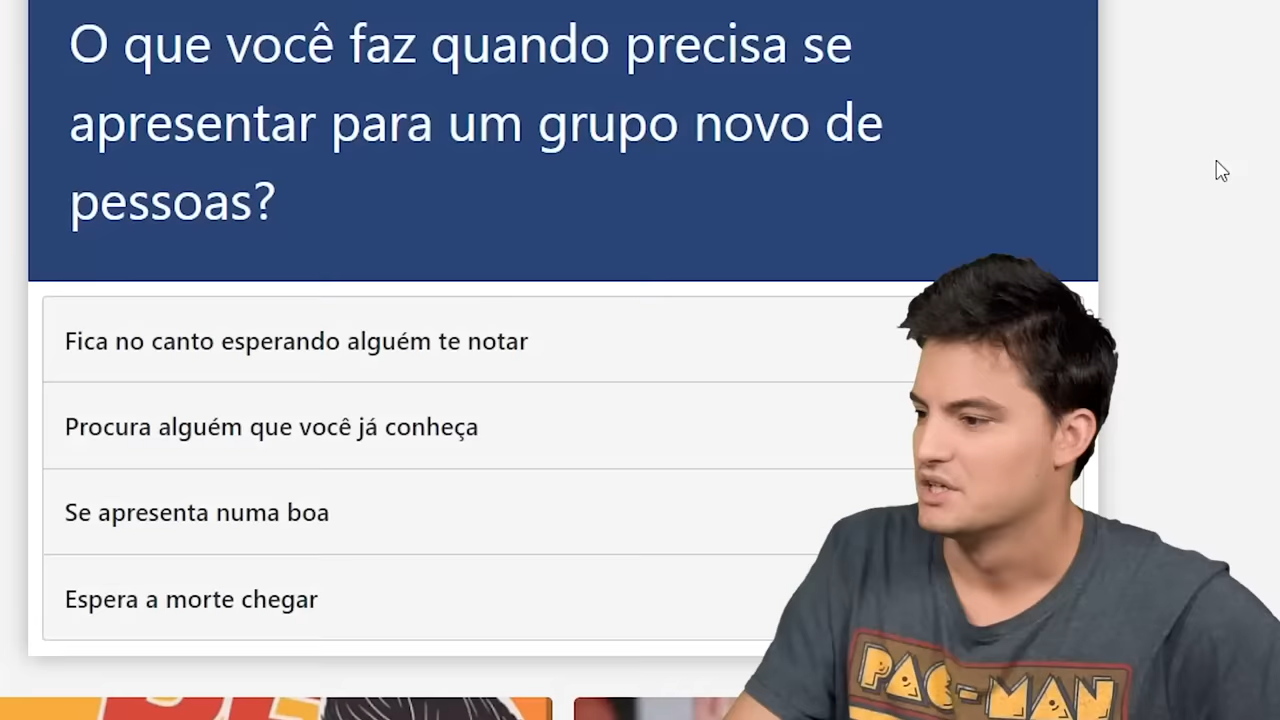 O que você faz quando precisa se
apresentar para um grupo novo de
pessoas?
Fica no canto esperando alguém te notar
Procura alguém que você já conheça
Se apresenta numa boa
Espera a morte chegar
PAC-MAN